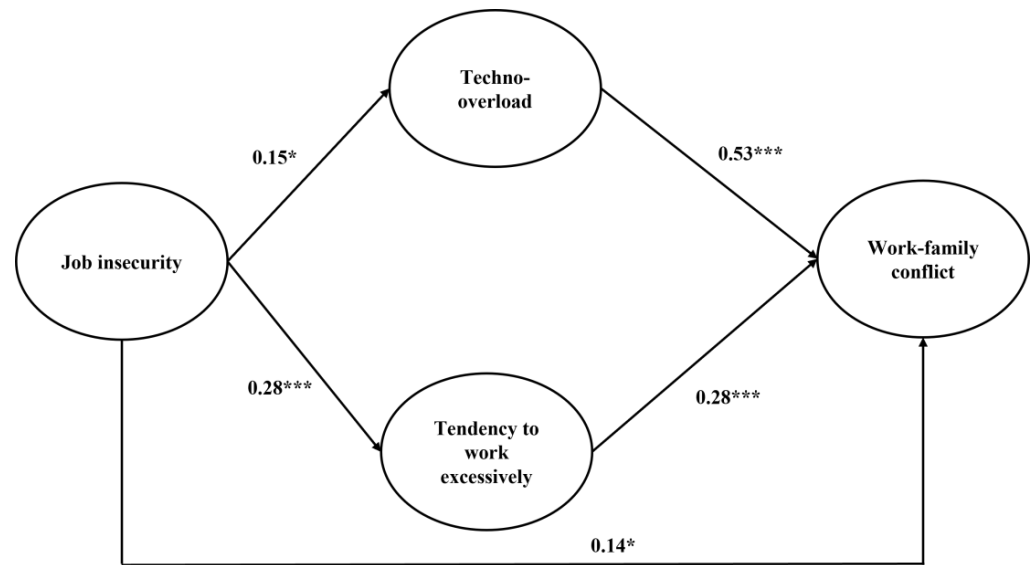 Techno-
overload
0.15*
0.53***
Job insecurity
Work-family
conflict
0.28***
0.28***
Tendency to
work
excessively
0.14*